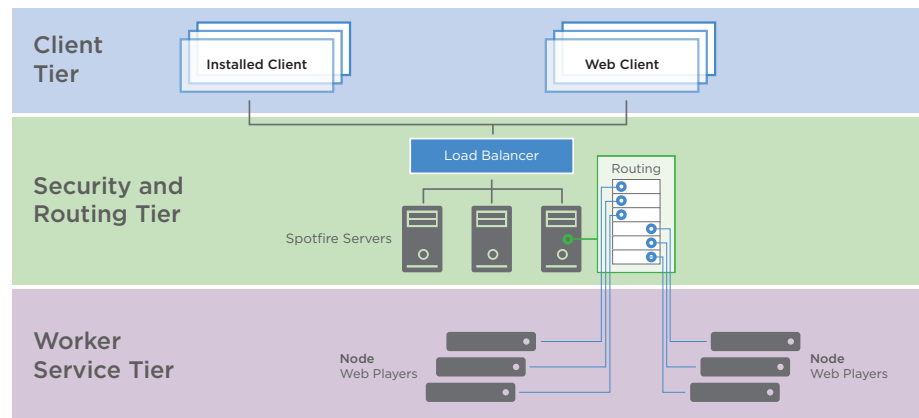 Client
Tier
Installed Client
Web Client
Security and
Routing Tier
Load Balancer
Routing
Spotfire Servers
Worker
Service Tier
Node
Web Players
Node
Web Players